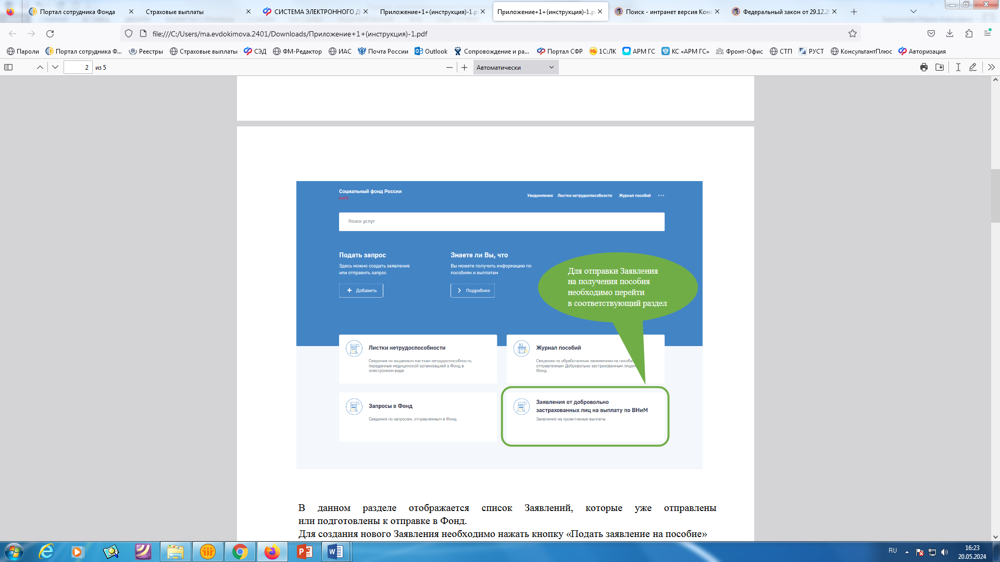 Портал сотрудника Фонда
Страховые выплаты
СИСТЕМА ЭЛЕКТРОННОГО Д
Приложение+1+(инструкция)-1.p
Приложение+1+(инструкция)-1.p
Поиск - интранет версия Конс
Федеральный закон от 29.12.20
file:///C:/Users/ma.evdokimova.2401/Downloads/Приложение+1+(инструкция)-1.pdf
Пароли
Портал сотрудника Ф...
Реестры
Страховые выплаты
СЭД
ФМ-Редактор
ИАС
Почта России
Outlook
Сопровождение и ра...
Портал СФР
1С:ЛК
АРМ ГС
КС «АРМ ГС»
Фронт-Офис
СТП
РУСТ
КонсультантПлюс
Авторизация
2
из 5
Автоматически
Социальный фонд России
Уведомления
Листки нетрудоспособности
Журнал пособий
Поиск услуг
Подать запрос
Здесь можно создать заявление
или отправить запрос
Добавить
Знаете ли Вы, что
Вы можете получить информацию по
пособиям и выплатам
Подробнее
Для отправки Заявления
на получения пособия
необходимо перейти
в соответствующий раздел
Листки нетрудоспособности
Сведения по выданным листкам нетрудоспособности,
переданные медицинской организацией в Фонд в
электронном виде
Журнал пособий
Сведения по обработанным заявлениям на пособи
отправленным Добровольно застрахованным лицом
Фонд
Запросы в Фонд
Сведения по запросам, отправленным в Фонд
Заявления от добровольно
застрахованных лиц на выплату по ВНиМ
Заявления на проактивные выплаты
В данном разделе отображается список Заявлений, которые уже отправлены
или подготовлены к отправке в Фонд.
Для создания нового Заявления необходимо нажать кнопку «Подать заявление на пособие»
RU
16:23
20.05.2024